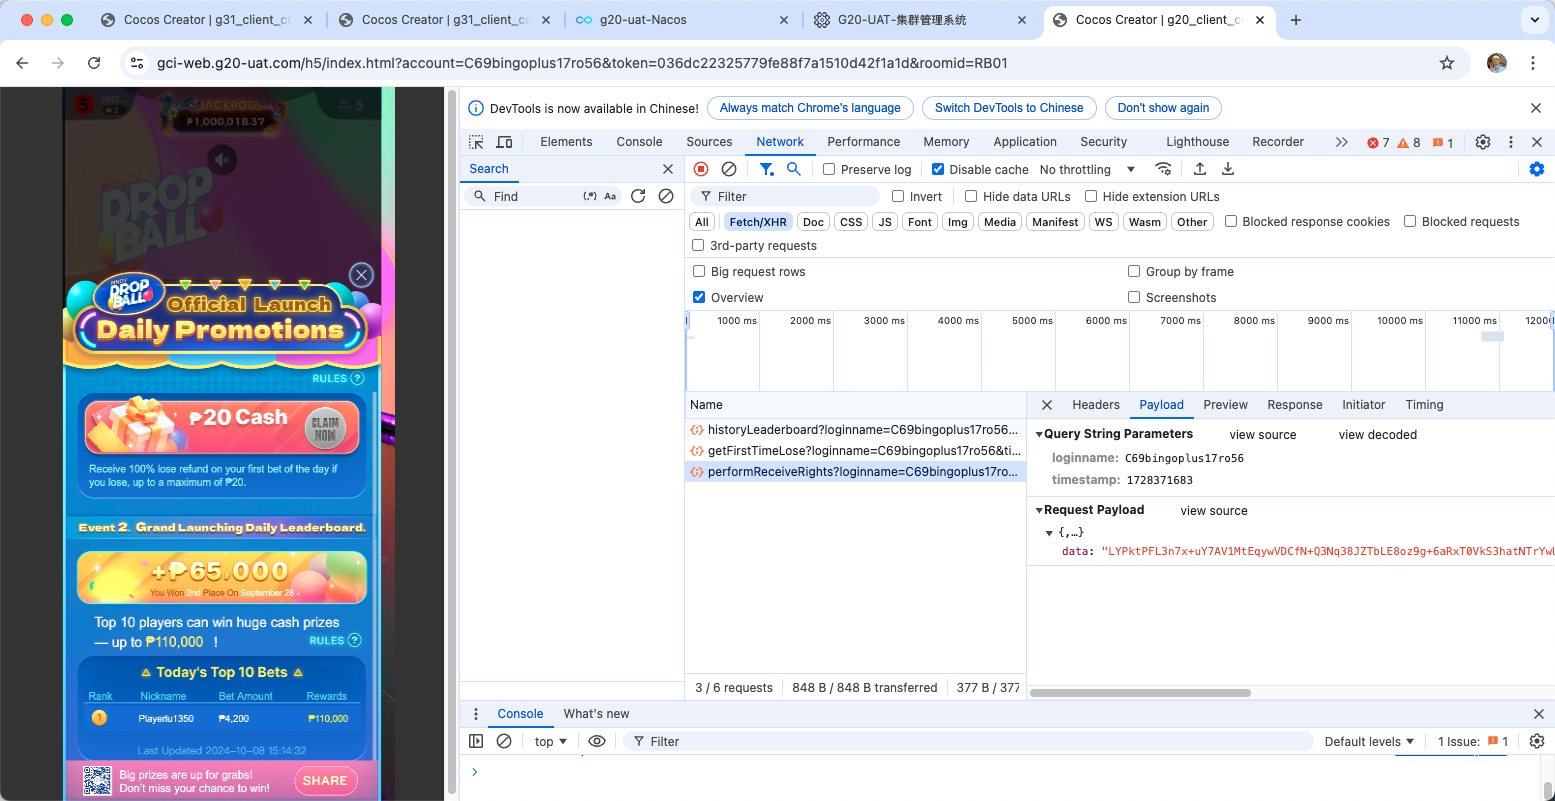 Cocos Creator | g31_client_co
Cocos Creator | g31_client_co
g20-uat-Nacos
G20-UAT-集群管理系统
Cocos Creator | g20_client_c
gci-web.g20-uat.com/h5/index.html?account=C69bingoplus17ro56&token=036dc22325779fe88f7a1510d42f1a1d&roomid=RB01
5
test
2
JACKPOT
₱1,000,018.37
5
PINOY
DROP
BALL
PINOY
DROP
BALL
Official Launch
Daily Promotions
RULES ?
₱20 Cash
CLAIM
NOW
Receive 100% lose refund on your first bet of the day if
you lose, up to a maximum of ₱20.
Event 2. Grand Launching Daily Leaderboard.
+₱65,000
You Won 2nd Place On September 28
Top 10 players can win huge cash prizes
— up to ₱110,000 !
RULES ?
Today's Top 10 Bets
Rank Nickname Bet Amount Rewards
1 Playerlu1350 ₱4,200 ₱110,000
Last Updated 2024–10–08 15:14:32
Big prizes are up for grabs!
Don't miss your chance to win!
SHARE
DevTools is now available in Chinese!
Always match Chrome's language
Switch DevTools to Chinese
Don't show again
Elements Console Sources Network Performance Memory Application Security Lighthouse Recorder
7 8 1
Search
Find
(.*) Aa
Preserve log
Disable cache
No throttling
Filter
Invert
Hide data URLs
Hide extension URLs
All Fetch/XHR Doc CSS JS Font Img Media Manifest WS Wasm Other
Blocked response cookies
Blocked requests
3rd-party requests
Big request rows
Group by frame
Overview
Screenshots
1000 ms 2000 ms 3000 ms 4000 ms 5000 ms 6000 ms 7000 ms 8000 ms 9000 ms 10000 ms 11000 ms 12000
Name
historyLeaderboard?loginname=C69bingoplus17ro56...
getFirstTimeLose?loginname=C69bingoplus17ro56&ti...
performReceiveRights?loginname=C69bingoplus17ro...
3 / 6 requests
848 B / 848 B transferred
377 B / 377
Headers Payload Preview Response Initiator Timing
Query String Parameters
view source
view decoded
loginname: C69bingoplus17ro56
timestamp: 1728371683
Request Payload
view source
{,…}
data: "LYPktPFL3n7x+uY7AV1MtEqywVDCfN+Q3Nq38JZTbLE8oz9g+6aRxT0VkS3hatNTrYwU
Console
What's new
top
Filter
Default levels
1 Issue: 1